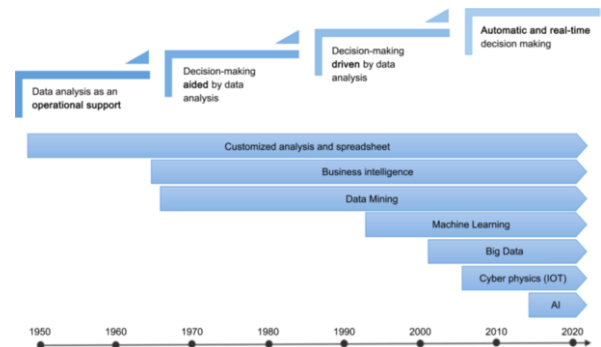 Data analysis as an
operational support
Decision-making
aided by data
analysis
Decision-making
driven by data
analysis
Automatic and real-time
decision making
Customized analysis and spreadsheet
Business intelligence
Data Mining
Machine Learning
Big Data
Cyber physics (IOT)
AI
1950 1960 1970 1980 1990 2000 2010 2020